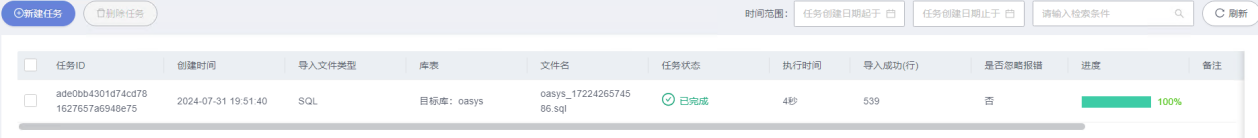 新建任务 删除任务 时间范围： 任务创建日期起于 任务创建日期止于 请输入检索条件 刷新
任务ID 创建时间 导入文件类型 库表 文件名 任务状态 执行时间 导入成功(行) 是否忽略报错 进度 备注
ade0bb4301td74cd78 2024-07-31 19:51:40 SQL 目标库：oasys oasys_17224265745 已完成 4秒 539 否 100%
1627657a6948e75 86.sql